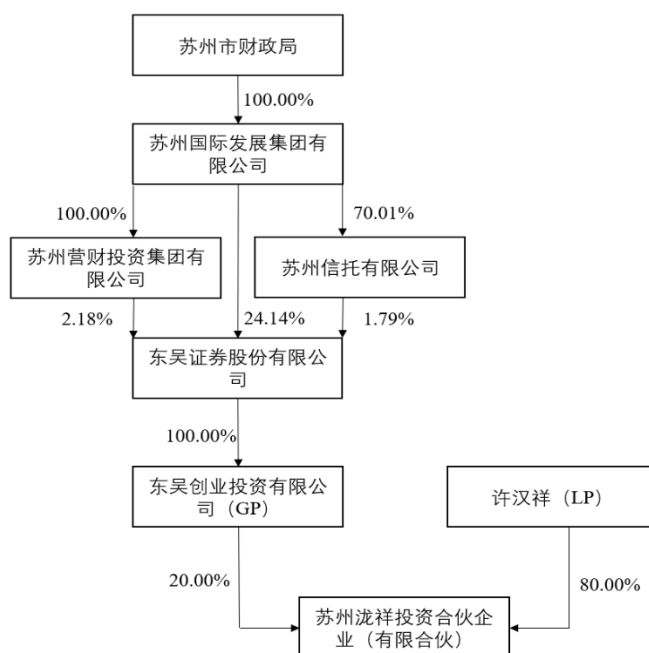 苏州市财政局
100.00%
苏州国际发展集团有
限公司
100.00%
70.01%
苏州营财投资集团有
限公司
苏州信托有限公司
2.18%
24.14%
1.79%
东吴证券股份有限公
司
100.00%
东吴创业投资有限公
司（GP）
许汉祥（LP）
20.00%
80.00%
苏州泷祥投资合伙企
业（有限合伙）